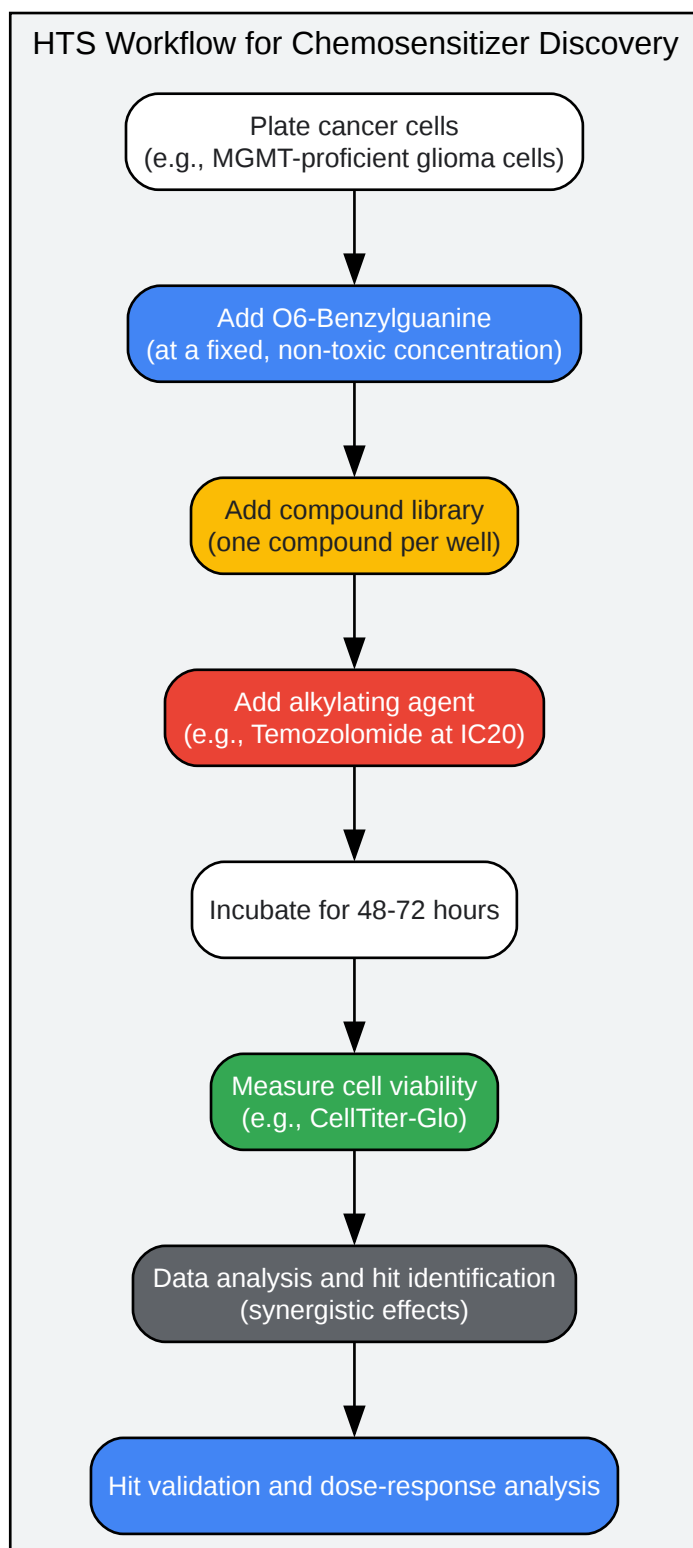 HTS Workflow for Chemosensitizer Discovery
Plate cancer cells
(e.g., MGMT-proficient glioma cells)
Add O6-Benzylguanine
(at a fixed, non-toxic concentration)
Add compound library
(one compound per well)
Add alkylating agent
(e.g., Temozolomide at IC20)
Incubate for 48-72 hours
Measure cell viability
(e.g., CellTiter-Glo)
Data analysis and hit identification
(synergistic effects)
Hit validation and dose-response analysis